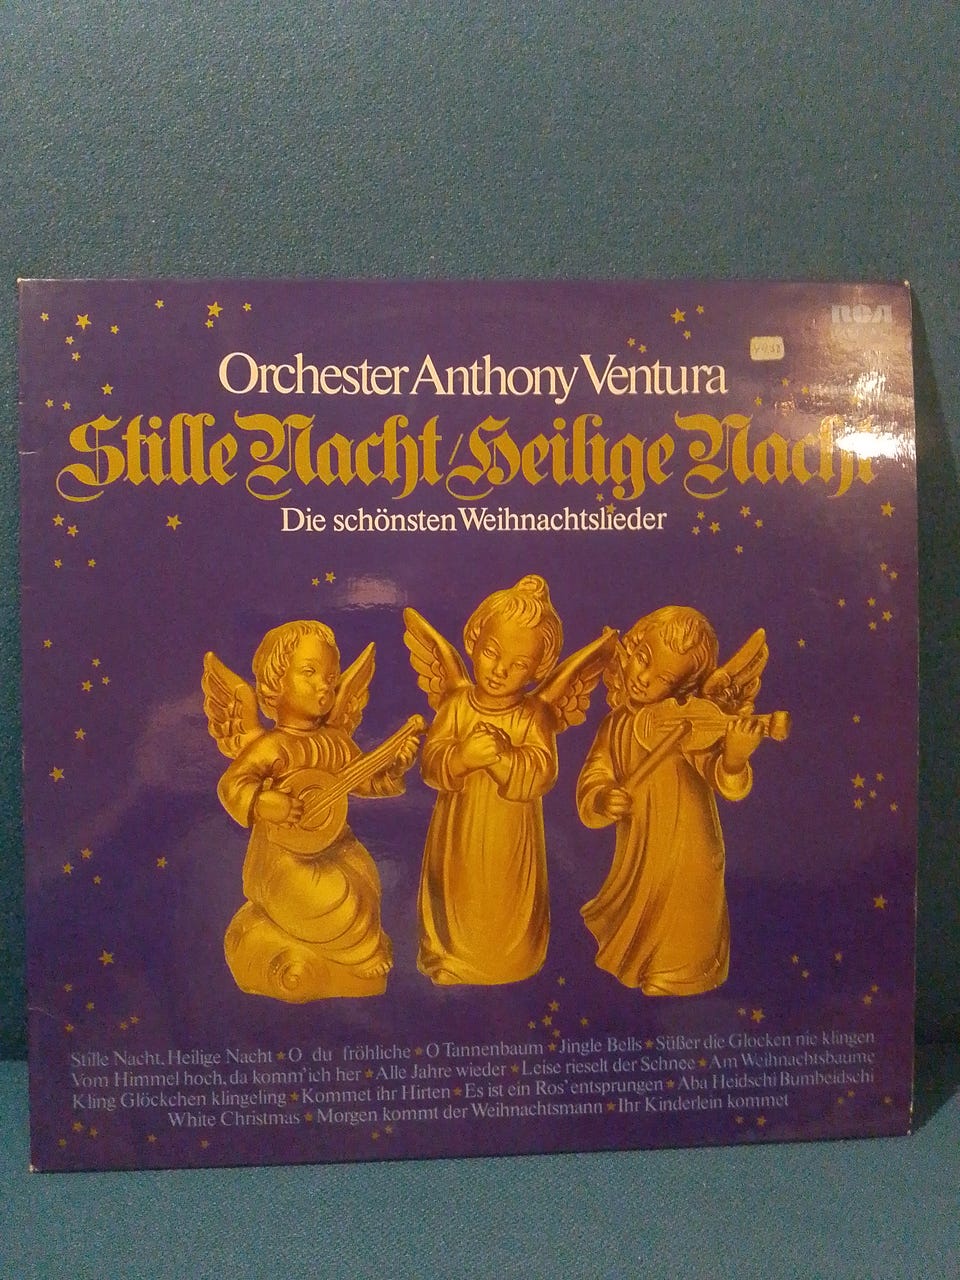 RCA
Orchester Anthony Ventura
Stille Nacht/Heilige Nacht
Die schönsten Weihnachtslieder
Stille Nacht, Heilige Nacht ★ O du fröhliche ★ O Tannenbaum ★ Jingle Bells ★ Süßer die Glocken nie klingen
Vom Himmel hoch, da komm' ich her ★ Alle Jahre wieder ★ Leise rieselt der Schnee ★ Am Weihnachtsbaume
Kling Glöckchen klingeling ★ Kommet ihr Hirten ★ Es ist ein Ros' entsprungen ★ Aba Heidschi Bumbeidschi
White Christmas ★ Morgen kommt der Weihnachtsmann ★ Ihr Kinderlein kommet